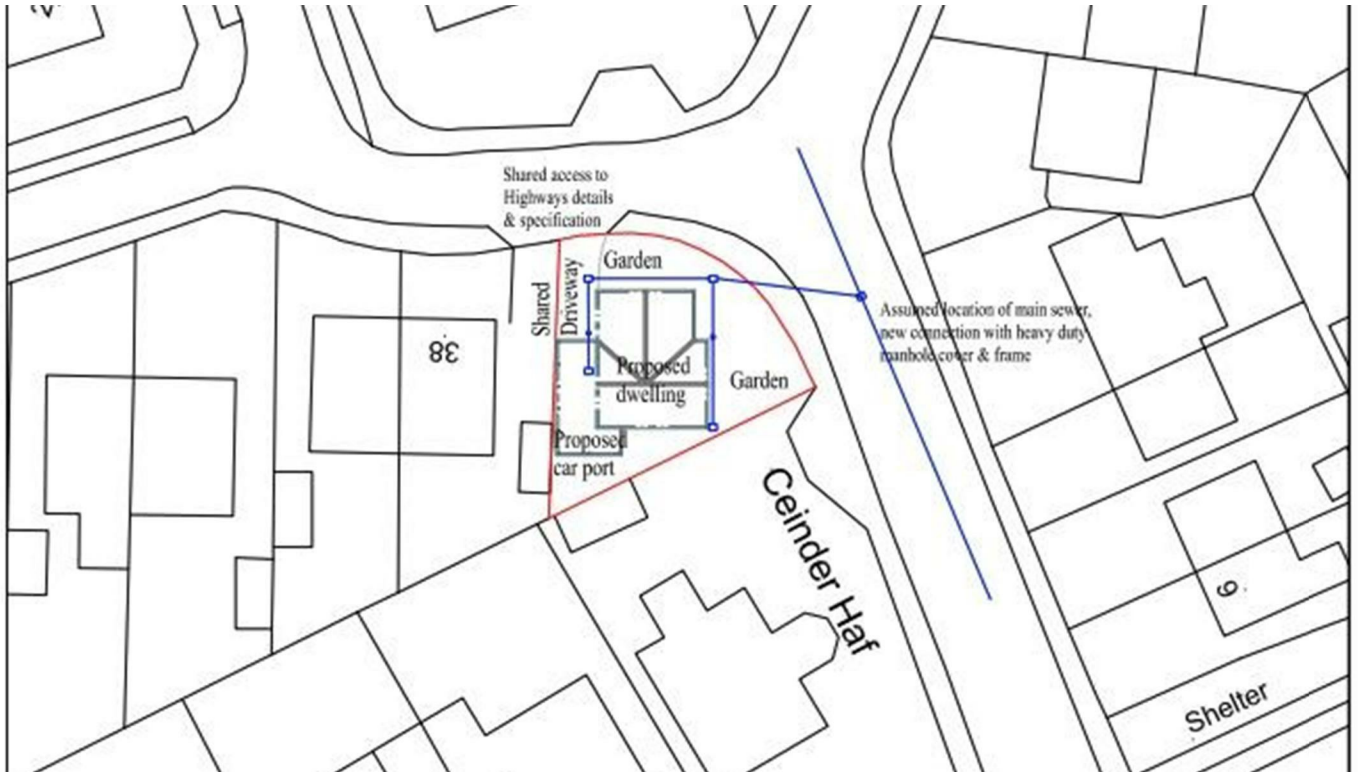 Shared access to
Highways details
& specification
Garden
Shared
Driveway
Assumed location of main sewer,
new connection with heavy duty
manhole cover & frame
38
Proposed
dwelling
Garden
Proposed
car port
Ceinder Haf
9
Shelter